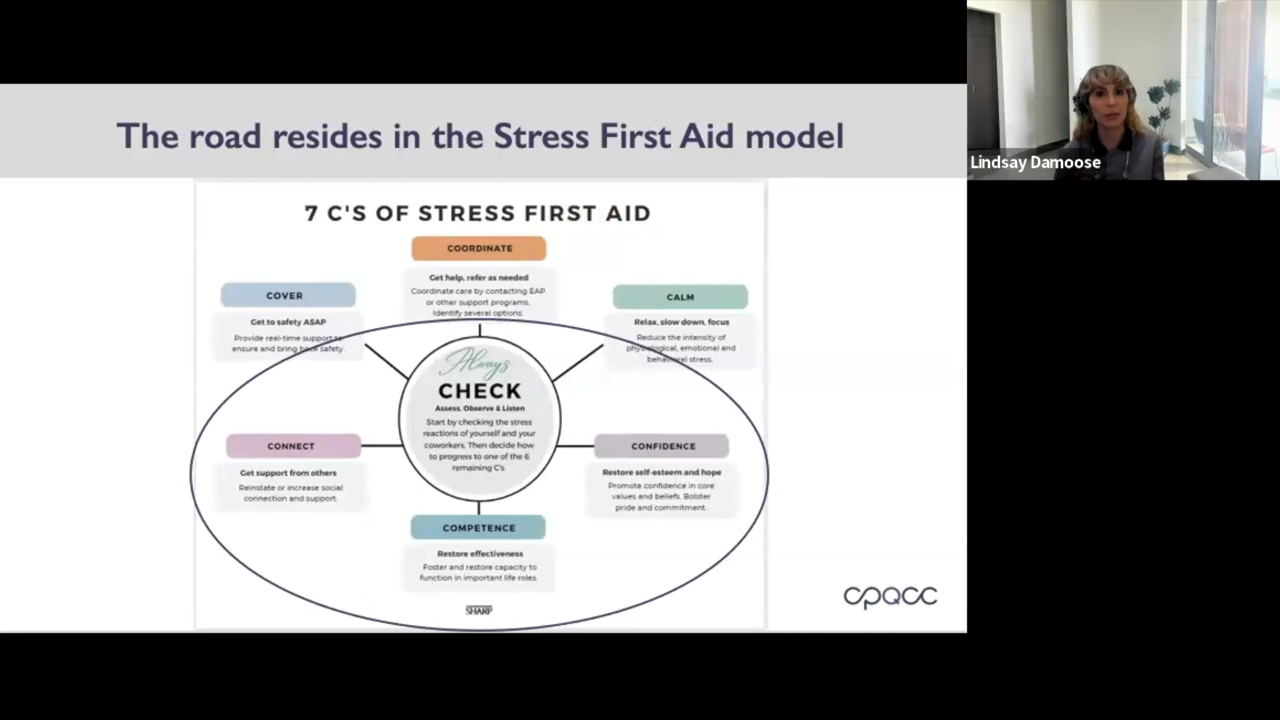 The road resides in the Stress First Aid model
Lindsay Damoose
7 C'S OF STRESS FIRST AID
COORDINATE
Get help, refer as needed
Coordinate care by contacting EAP
or other support programs.
Identify several options.
COVER
Get to safety ASAP
Provide real-time support to
ensure and bring back safety.
CALM
Relax, slow down, focus
Reduce the intensity of
physiological, emotional and
behavioral stress.
Always
CHECK
Assess, Observe & Listen
Start by checking the stress
reactions of yourself and your
coworkers. Then decide how
to progress to one of the 6
remaining C's.
CONNECT
Get support from others
Reinstate or increase social
connection and support.
CONFIDENCE
Restore self-esteem and hope
Promote confidence in core
values and beliefs. Bolster
pride and commitment.
COMPETENCE
Restore effectiveness
Foster and restore capacity to
function in important life roles.
SHARP
cpqcc